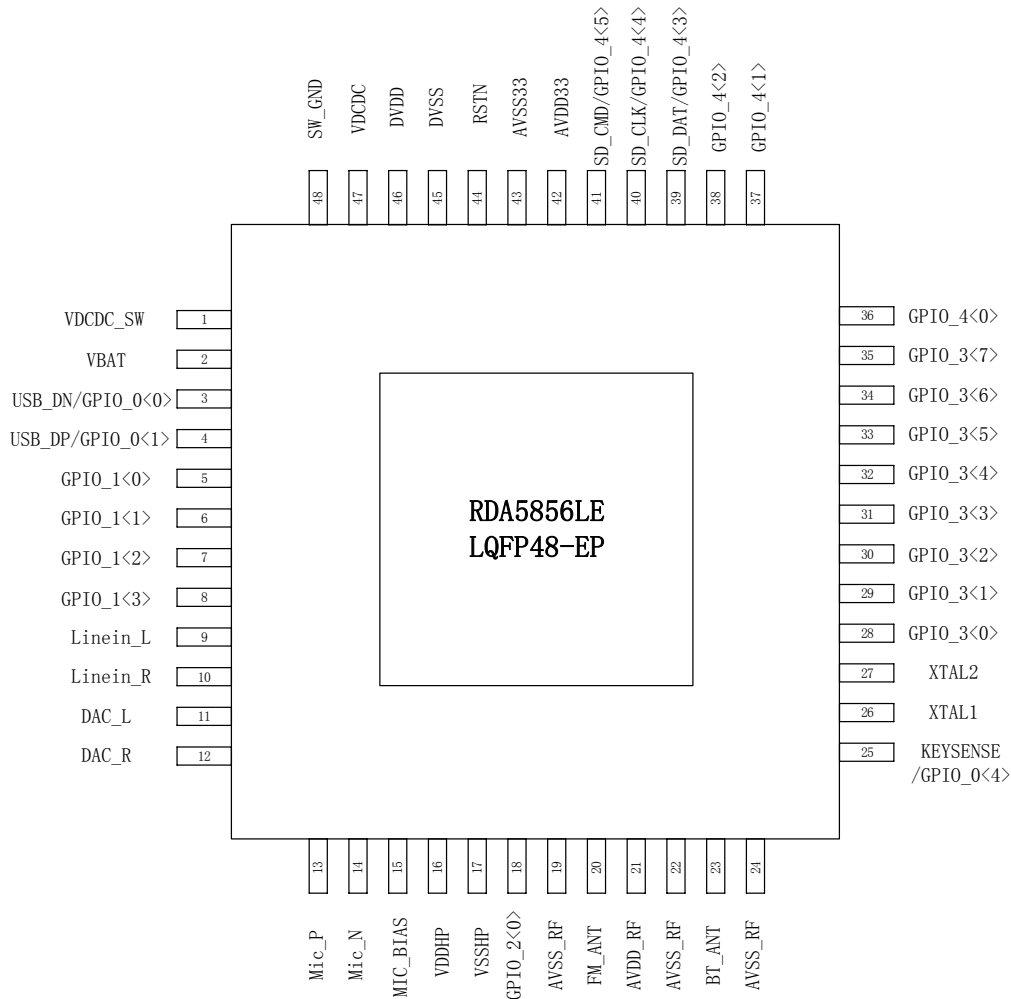 SW_GND
VDCDC
DVDD
DVSS
RSTN
AVSS33
AVDD33
SD_CMD/GPIO_4<5>
SD_CLK/GPIO_4<4>
SD_DAT/GPIO_4<3>
GPIO_4<2>
GPIO_4<1>
48
47
46
45
44
43
42
41
40
39
38
37
VDCDC_SW 1
VBAT 2
USB_DN/GPIO_0<0> 3
USB_DP/GPIO_0<1> 4
GPIO_1<0> 5
GPIO_1<1> 6
GPIO_1<2> 7
GPIO_1<3> 8
Linein_L 9
Linein_R 10
DAC_L 11
DAC_R 12
RDA5856LE
LQFP48-EP
36 GPIO_4<0>
35 GPIO_3<7>
34 GPIO_3<6>
33 GPIO_3<5>
32 GPIO_3<4>
31 GPIO_3<3>
30 GPIO_3<2>
29 GPIO_3<1>
28 GPIO_3<0>
27 XTAL2
26 XTAL1
25 KEYSENSE
/GPIO_0<4>
13
14
15
16
17
18
19
20
21
22
23
24
Mic_P
Mic_N
MIC_BIAS
VDDHP
VSSHP
GPIO_2<0>
AVSS_RF
FM_ANT
AVDD_RF
AVSS_RF
BT_ANT
AVSS_RF